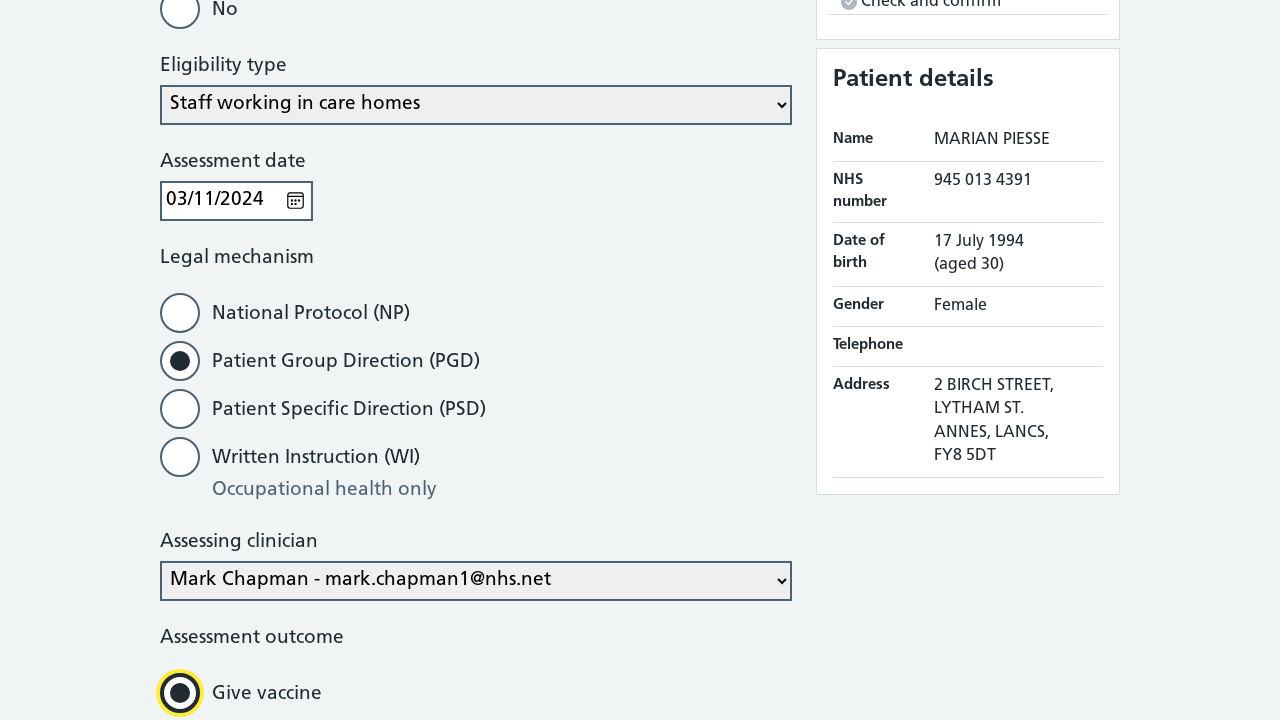 No
Eligibility type
Staff working in care homes
Assessment date
03/11/2024
Legal mechanism
National Protocol (NP)
Patient Group Direction (PGD)
Patient Specific Direction (PSD)
Written Instruction (WI)
Occupational health only
Assessing clinician
Mark Chapman - mark.chapman1@nhs.net
Assessment outcome
Give vaccine
Check and confirm
Patient details
Name MARIAN PIESSE
NHS number 945 013 4391
Date of birth 17 July 1994 (aged 30)
Gender Female
Telephone
Address 2 BIRCH STREET,
LYTHAM ST.
ANNES, LANCS,
FY8 5DT